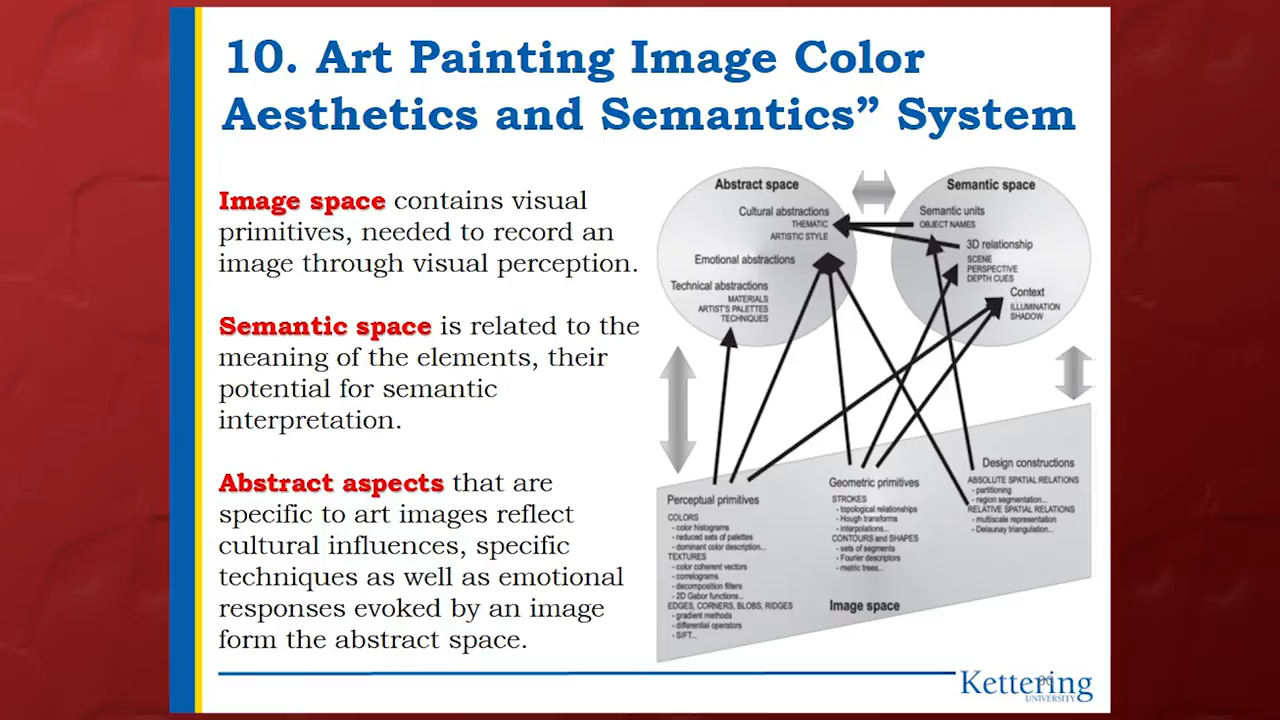 10. Art Painting Image Color
Aesthetics and Semantics” System
Image space contains visual
primitives, needed to record an
image through visual perception.
Semantic space is related to the
meaning of the elements, their
potential for semantic
interpretation.
Abstract aspects that are
specific to art images reflect
cultural influences, specific
techniques as well as emotional
responses evoked by an image
form the abstract space.
Abstract space
Cultural abstractions
THEMATIC
ARTISTIC STYLE
Emotional abstractions
Technical abstractions
MATERIALS
ARTIST'S PALETTES
TECHNIQUES
Semantic space
Semantic units
OBJECT NAMES
3D relationship
SCENE
PERSPECTIVE
DEPTH CUES
Context
ILLUMINATION
SHADOW
Perceptual primitives
COLORS
- color histograms
- reduced sets of palettes
- dominant color description...
TEXTURES
- color coherent vectors
- correlograms
- decomposition filters
- 2D Gabor functions...
EDGES, CORNERS, BLOBS, RIDGES
- gradient methods
- differential operators
- SIFT...
Geometric primitives
STROKES
- topological relationships
- Hough transforms
- interpolations...
CONTOURS and SHAPES
- sets of segments
- Fourier descriptors
- metric trees...
Design constructions
ABSOLUTE SPATIAL RELATIONS
- partitioning
- region segmentation...
RELATIVE SPATIAL RELATIONS
- multiscale representation
- Delaunay triangulation...
Image space
Kettering
UNIVERSITY